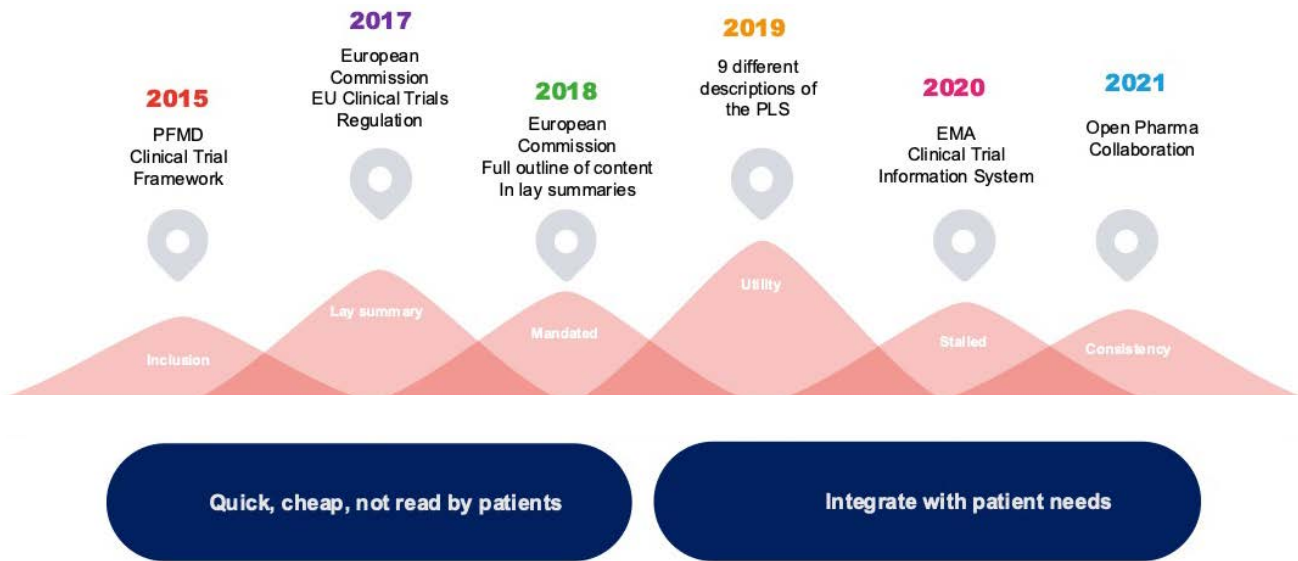 2015
PFMD
Clinical Trial
Framework
2017
European
Commission
EU Clinical Trials
Regulation
2018
European
Commission
Full outline of content
In lay summaries
2019
9 different
descriptions of
the PLS
2020
EMA
Clinical Trial
Information System
2021
Open Pharma
Collaboration
Inclusion
Lay summary
Mandated
Utility
Stalled
Consistency
Quick, cheap, not read by patients
Integrate with patient needs